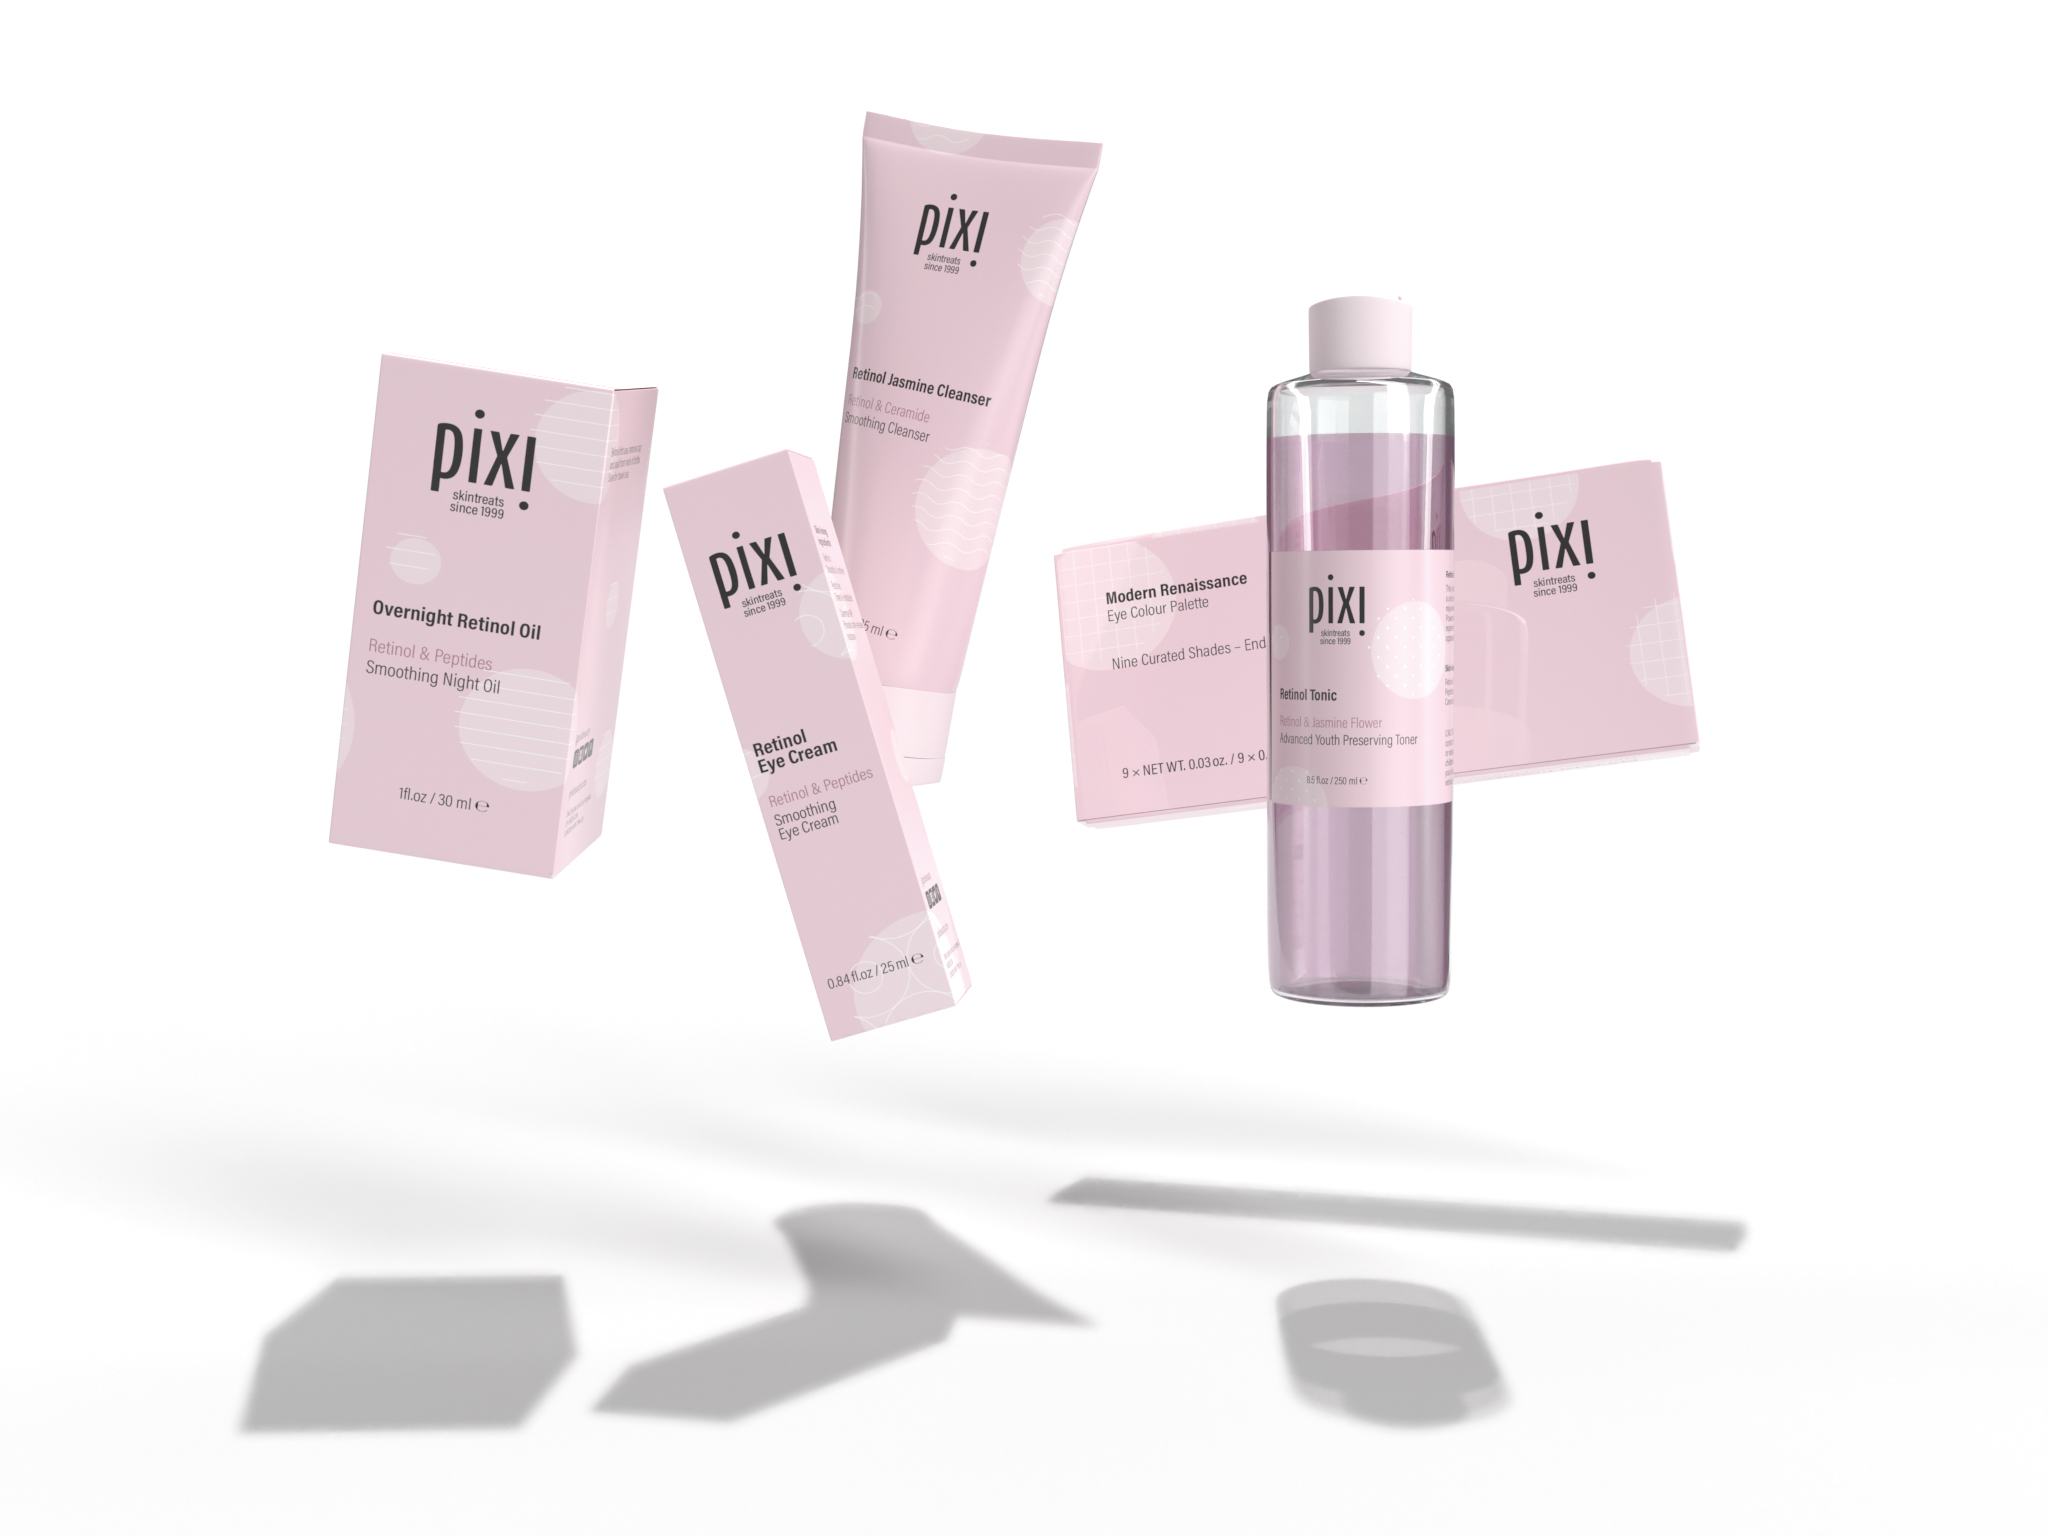 pixi
skintreats
since 1999
Overnight Retinol Oil
Retinol & Peptides
Smoothing Night Oil
1fl.oz / 30 ml ℮
pixi
skintreats
since 1999
Retinol
Eye Cream
Retinol & Peptides
Smoothing
Eye Cream
0.84 fl.oz / 25 ml ℮
pixi
skintreats
since 1999
Retinol Jasmine Cleanser
Retinol & Ceramide
Smoothing Cleanser
ml ℮
Modern Renaissance
Eye Colour Palette
Nine Curated Shades – End
9 × NET WT. 0.03 oz. / 9 × 0.
pixi
skintreats
since 1999
Retinol Tonic
Retinol & Jasmine Flower
Advanced Youth Preserving Toner
8.5 fl.oz / 250 ml ℮
pixi
skintreats
since 1999